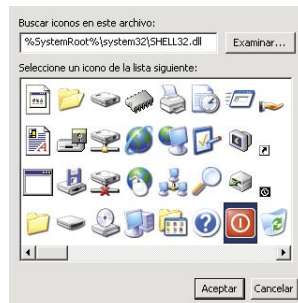 Buscar iconos en este archivo:
%SystemRoot%\system32\SHELL32.dll
Examinar...
Seleccione un icono de la lista siguiente:
Aceptar
Cancelar